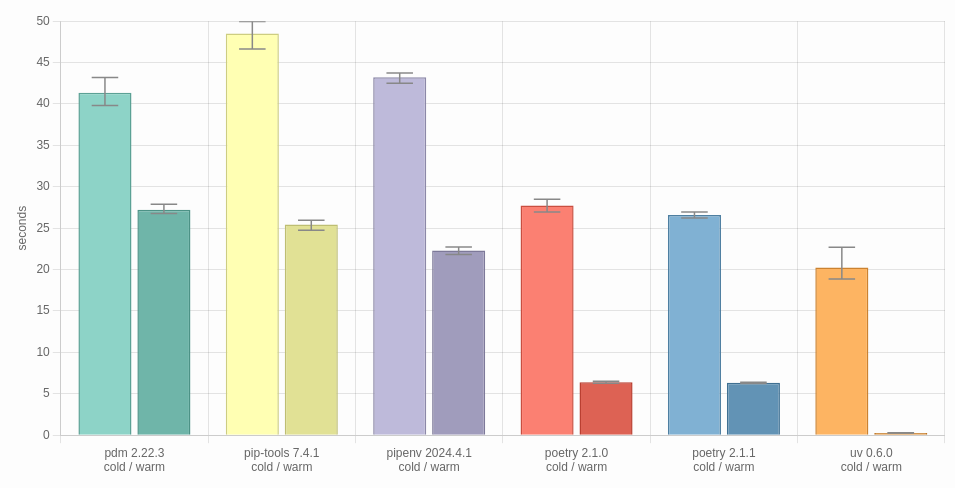 50
45
40
35
30
25
20
15
10
5
0
seconds
pdm 2.22.3
cold / warm
pip-tools 7.4.1
cold / warm
pipenv 2024.4.1
cold / warm
poetry 2.1.0
cold / warm
poetry 2.1.1
cold / warm
uv 0.6.0
cold / warm